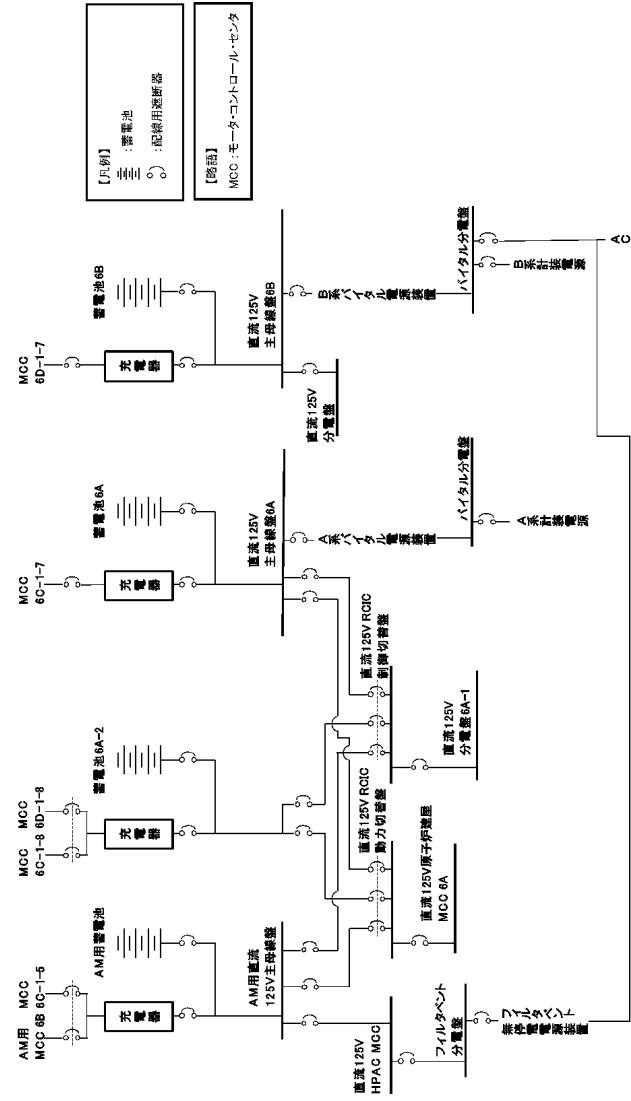 AM用
MCC 6B
MCC
6C-1-5
充電器
AM用蓄電池
AM用直流
125V主母線盤
直流125V
HPAC MCC
フィルタベント
分電盤
フィルタベント
無停電電源装置
MCC
6C-1-8
MCC
6D-1-8
充電器
蓄電池6A-2
直流125V RCIC
動力切替盤
直流125V原子炉建屋
MCC 6A
直流125V RCIC
制御切替盤
直流125V
分電盤6A-1
MCC
6C-1-7
充電器
蓄電池6A
直流125V
主母線盤6A
A系バイタル電源装置
バイタル分電盤
A系計装電源
MCC
6D-1-7
充電器
蓄電池6B
直流125V
主母線盤6B
直流125V
分電盤
B系バイタル電源装置
バイタル分電盤
B系計装電源
AC
【凡例】
:蓄電池
:配線用遮断器
【略語】
MCC:モータ・コントロール・センタ